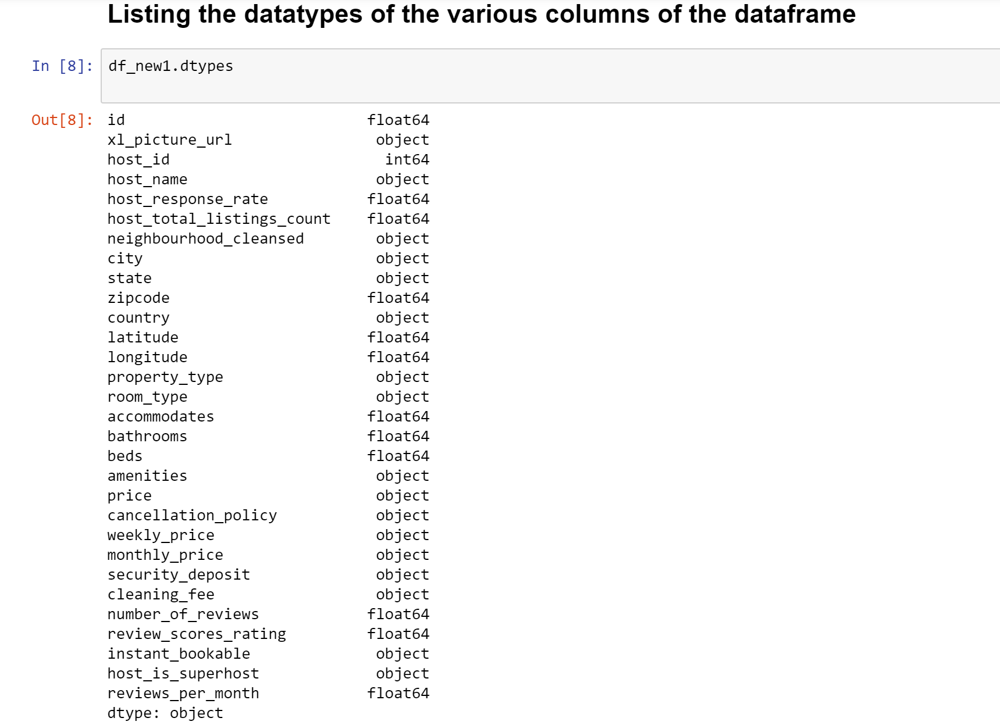 Listing the datatypes of the various columns of the dataframe
In [8]: df_new1.dtypes
Out[8]: id float64
xl_picture_url object
host_id int64
host_name object
host_response_rate float64
host_total_listings_count float64
neighbourhood_cleansed object
city object
state object
zipcode float64
country object
latitude float64
longitude float64
property_type object
room_type object
accommodates float64
bathrooms float64
beds float64
amenities object
price object
cancellation_policy object
weekly_price object
monthly_price object
security_deposit object
cleaning_fee object
number_of_reviews float64
review_scores_rating float64
instant_bookable object
host_is_superhost object
reviews_per_month float64
dtype: object